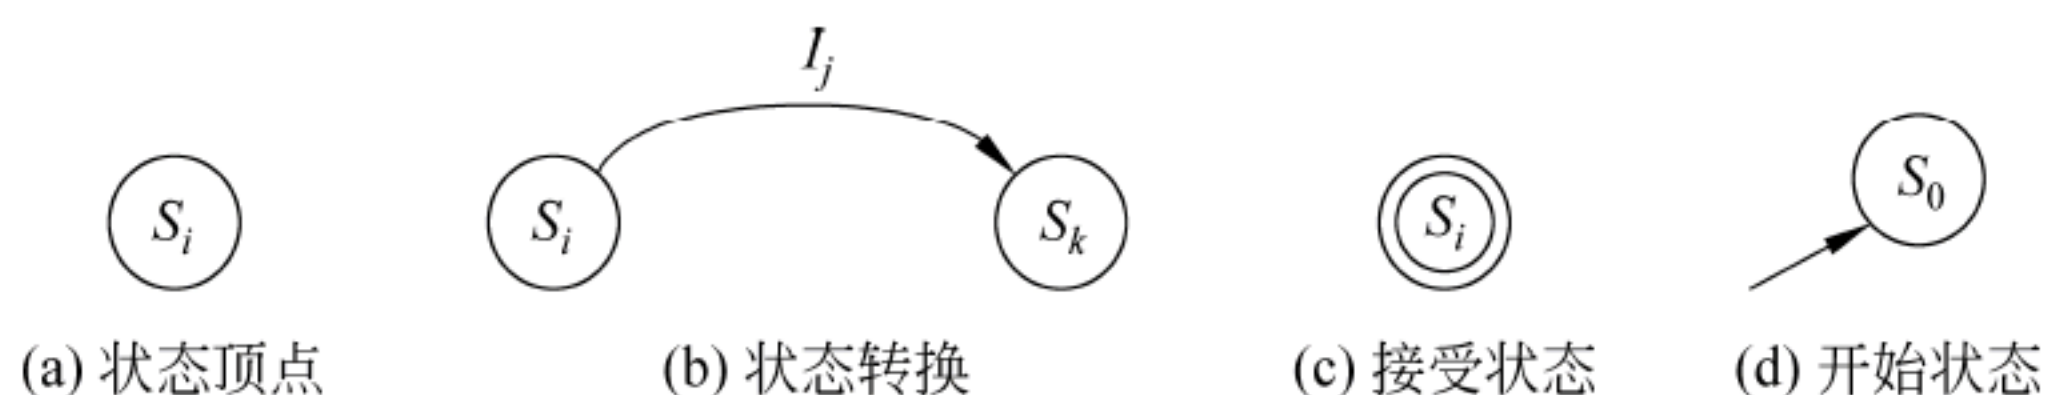 I_j
S_i
S_i
S_k
S_i
S_0
(a) 状态顶点
(b) 状态转换
(c) 接受状态
(d) 开始状态